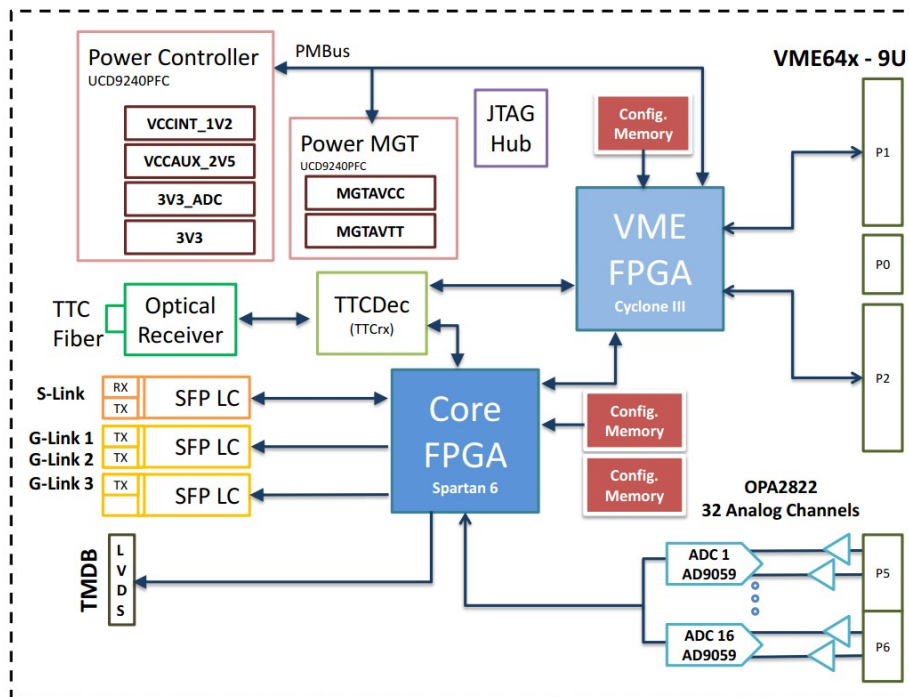 Power Controller
UCD9240PFC
VCCINT_1V2
VCCAUX_2V5
3V3_ADC
3V3
PMBus
Power MGT
UCD9240PFC
MGTAVCC
MGTAVTT
JTAG
Hub
Config.
Memory
VME64x - 9U
P1
P0
P2
VME
FPGA
Cyclone III
TTC
Fiber
Optical
Receiver
TTCDec
(TTCrx)
S-Link
RX
TX
SFP LC
G-Link 1
G-Link 2
TX
TX
SFP LC
G-Link 3
TX
SFP LC
Core
FPGA
Spartan 6
Config.
Memory
Config.
Memory
OPA2822
32 Analog Channels
TMDB
L
V
D
S
ADC 1
AD9059
ADC 16
AD9059
P5
P6